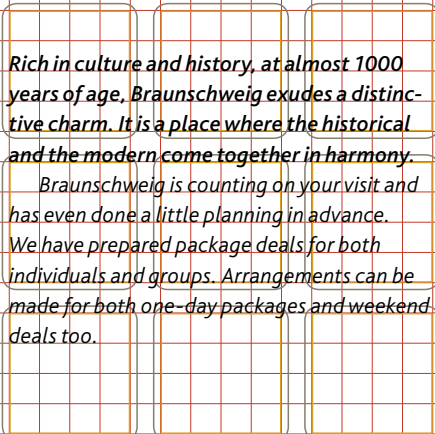 Rich in culture and history, at almost 1000
years of age, Braunschweig exudes a distinc-
tive charm. It is a place where the historical
and the modern come together in harmony.
Braunschweig is counting on your visit and
has even done a little planning in advance.
We have prepared package deals for both
individuals and groups. Arrangements can be
made for both one-day packages and weekend
deals too.